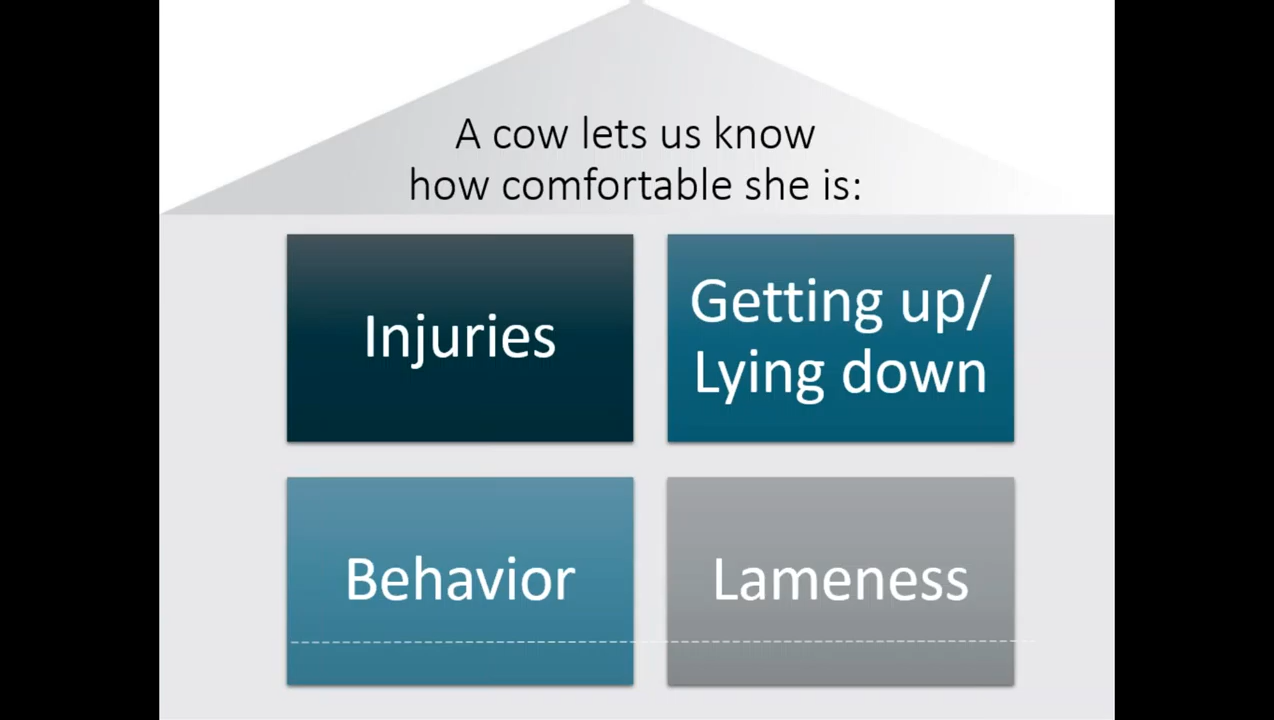 A cow lets us know
how comfortable she is:
Injuries
Getting up/
Lying down
Behavior
Lameness